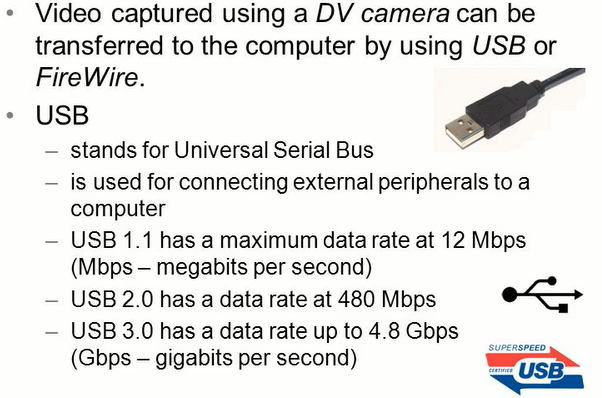 • Video captured using a DV camera can be
transferred to the computer by using USB or
FireWire.
• USB
– stands for Universal Serial Bus
– is used for connecting external peripherals to a
computer
– USB 1.1 has a maximum data rate at 12 Mbps
(Mbps – megabits per second)
– USB 2.0 has a data rate at 480 Mbps
– USB 3.0 has a data rate up to 4.8 Gbps
(Gbps – gigabits per second)
SUPERSPEED
CERTIFIED USB